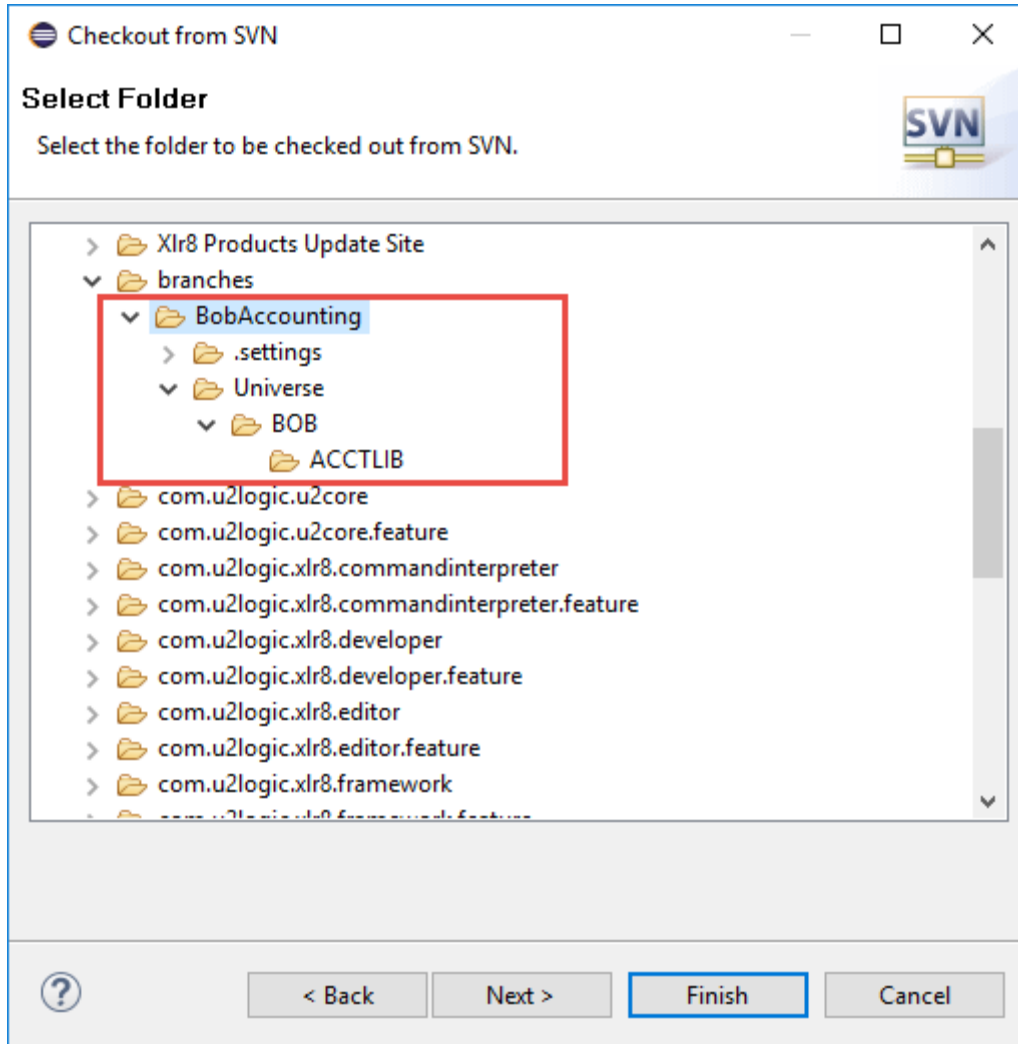 Checkout from SVN
Select Folder
Select the folder to be checked out from SVN.
SVN
Xlr8 Products Update Site
branches
BobAccounting
.settings
Universe
BOB
ACCTLIB
com.u2logic.u2core
com.u2logic.u2core.feature
com.u2logic.xlr8.commandinterpreter
com.u2logic.xlr8.commandinterpreter.feature
com.u2logic.xlr8.developer
com.u2logic.xlr8.developer.feature
com.u2logic.xlr8.editor
com.u2logic.xlr8.editor.feature
com.u2logic.xlr8.framework
? < Back Next > Finish Cancel